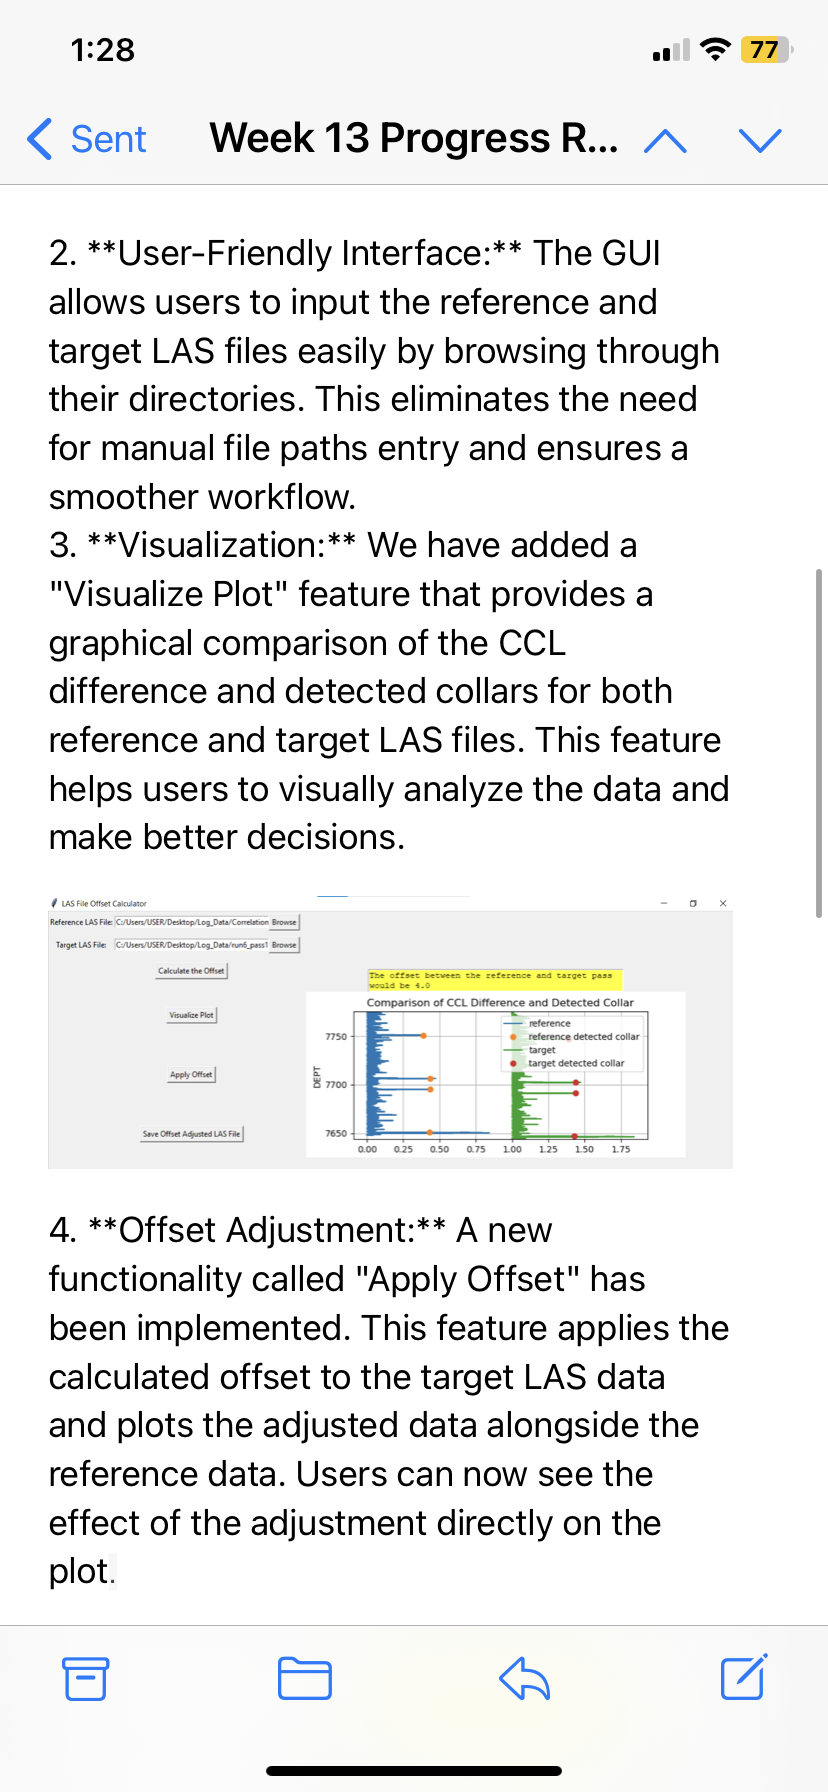 1:28
77
Sent
Week 13 Progress R...
2. **User-Friendly Interface:** The GUI
allows users to input the reference and
target LAS files easily by browsing through
their directories. This eliminates the need
for manual file paths entry and ensures a
smoother workflow.
3. **Visualization:** We have added a
"Visualize Plot" feature that provides a
graphical comparison of the CCL
difference and detected collars for both
reference and target LAS files. This feature
helps users to visually analyze the data and
make better decisions.
LAS File Offset Calculator
Reference LAS File: C:/Users/USER/Desktop/Log_Data/Correlation Browse
Target LAS File: C:/Users/USER/Desktop/Log_Data/run6_pass1 Browse
Calculate the Offset
The offset between the reference and target pass
would be 4.0
Visualize Plot
Apply Offset
Save Offset Adjusted LAS File
Comparison of CCL Difference and Detected Collar
reference
reference detected collar
target
target detected collar
DEPT
7750
7700
7650
0.00 0.25 0.50 0.75 1.00 1.25 1.50 1.75
4. **Offset Adjustment:** A new
functionality called "Apply Offset" has
been implemented. This feature applies the
calculated offset to the target LAS data
and plots the adjusted data alongside the
reference data. Users can now see the
effect of the adjustment directly on the
plot.